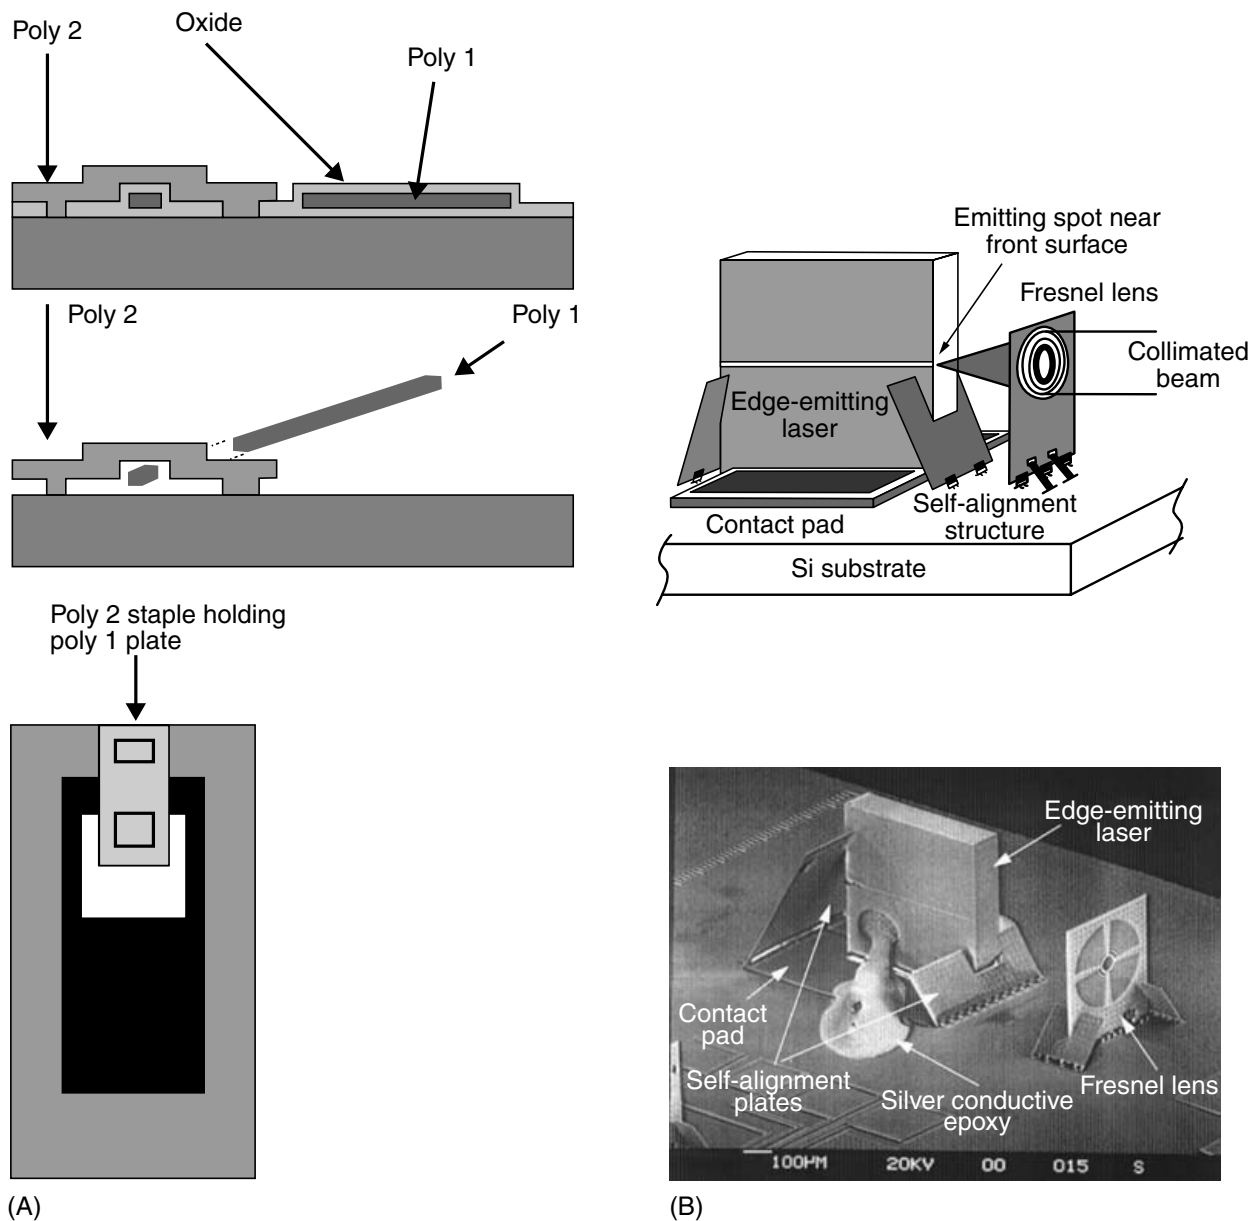 Poly 2
Oxide
Poly 1
Poly 2
Poly 1
Poly 2 staple holding
poly 1 plate
(A)
Emitting spot near
front surface
Fresnel lens
Collimated
beam
Edge-emitting
laser
Self-alignment
structure
Contact pad
Si substrate
Edge-emitting
laser
Contact
pad
Self-alignment
plates
Silver conductive
epoxy
Fresnel lens
100µM 20KV 00 015 S
(B)